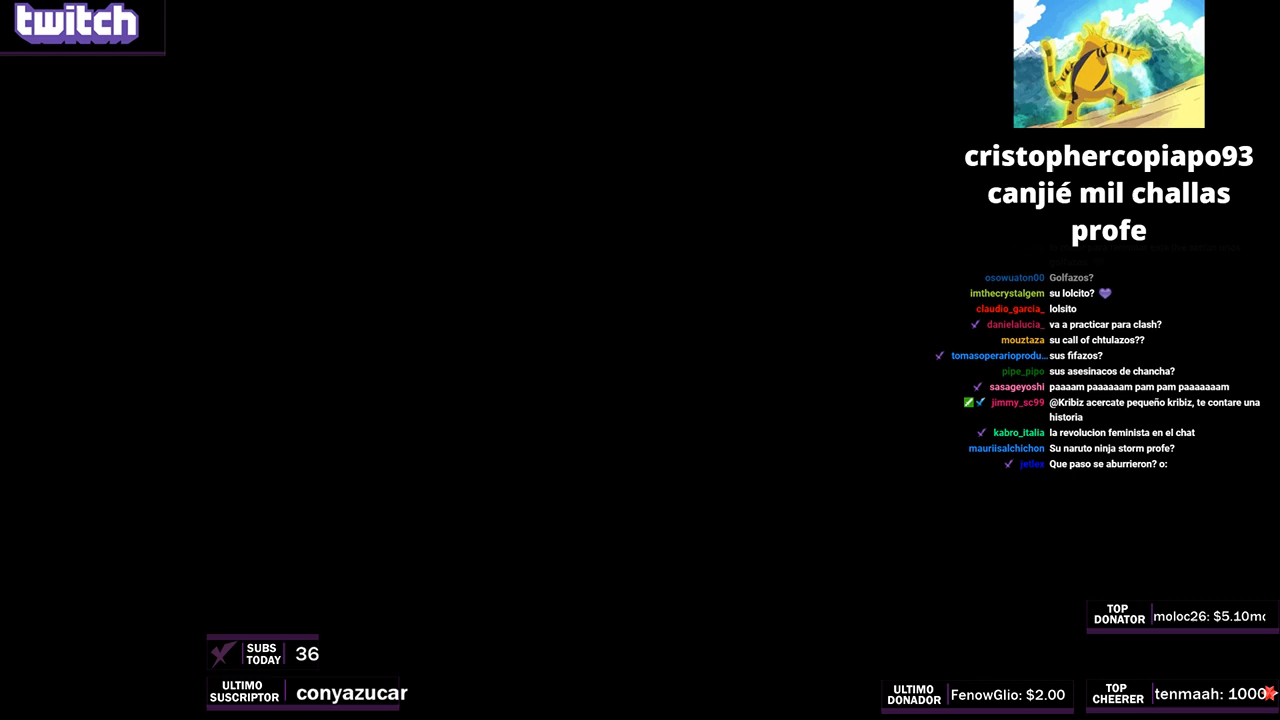 twitch
cristophercopiapo93
canjié mil challas
profe
osowuaton00 Golfazos?
imthecrystalgem su lolcito? 💜
claudio_garcia_ lolsito
danielalucia_ va a practicar para clash?
mouztaza su call of chtulazos??
tomasoperarioprodu... sus fifazos?
pipe_pipo sus asesinacos de chancha?
sasageyoshi paaaam paaaaaam pam pam paaaaaaam
jimmy_sc99 @Kribiz acercate pequeño kribiz, te contare una
historia
kabro_italia la revolucion feminista en el chat
mauriisalchichon Su naruto ninja storm profe?
jetlex Que paso se aburrieron? o:
TOP
DONATOR
moloc26: $5.10
SUBS
TODAY
36
ULTIMO
SUSCRIPTOR
conyazucar
ULTIMO
DONADOR
FenowGlio: $2.00
TOP
CHEERER
tenmaah: 1000